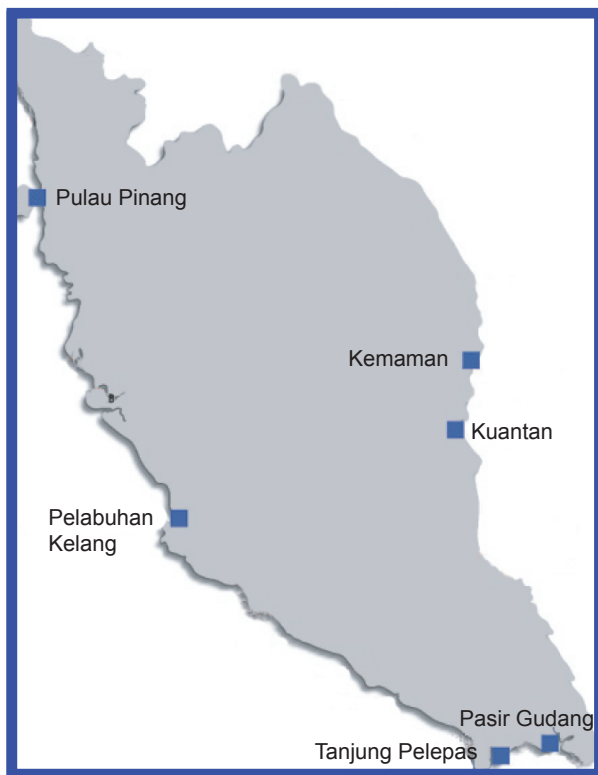 Pulau Pinang
Kemaman
Kuantan
Pelabuhan
Kelang
Pasir Gudang
Tanjung Pelepas